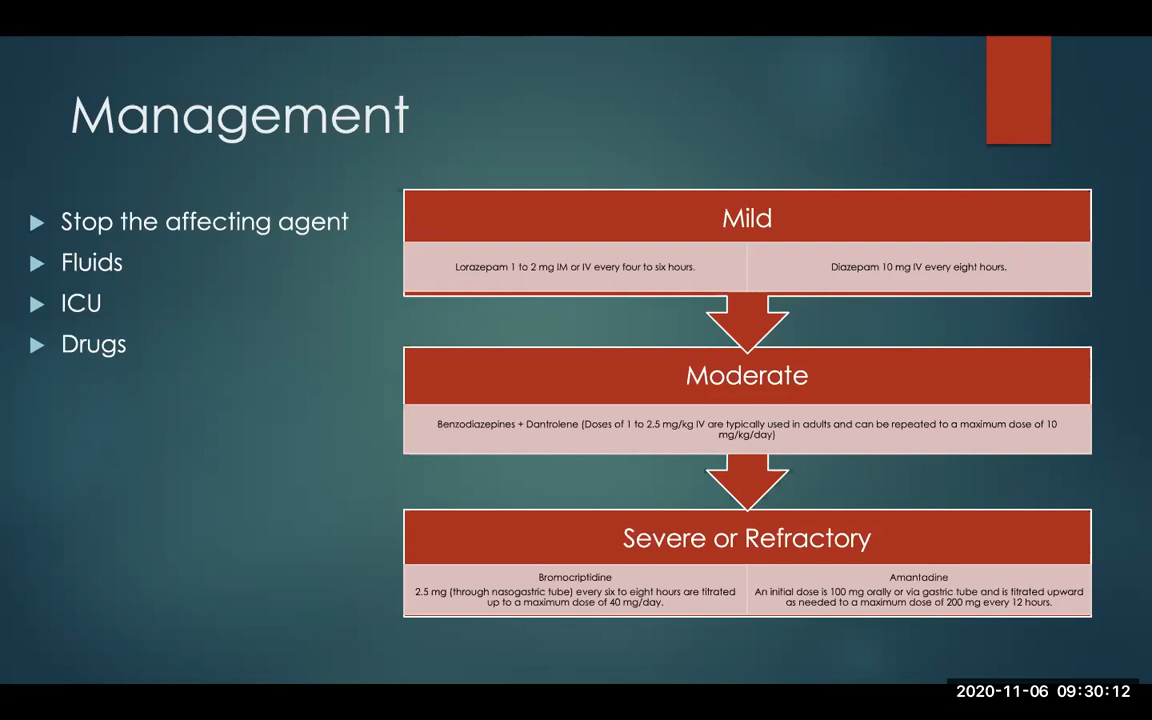 Management
Stop the affecting agent
Fluids
ICU
Drugs
Mild
Lorazepam 1 to 2 mg IM or IV every four to six hours.
Diazepam 10 mg IV every eight hours.
Moderate
Benzodiazepines + Dantrolene (Doses of 1 to 2.5 mg/kg IV are typically used in adults and can be repeated to a maximum dose of 10
mg/kg/day)
Severe or Refractory
Bromocriptidine
2.5 mg (through nasogastric tube) every six to eight hours are titrated
up to a maximum dose of 40 mg/day.
Amantadine
An initial dose is 100 mg orally or via gastric tube and is titrated upward
as needed to a maximum dose of 200 mg every 12 hours.
2020-11-06 09:30:12